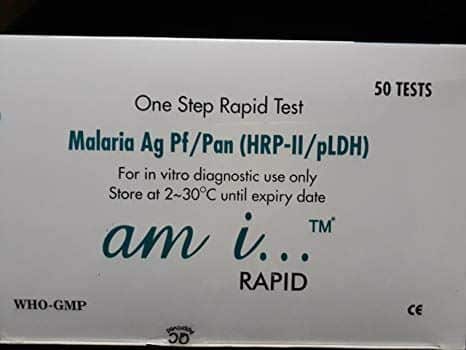 50 TESTS
One Step Rapid Test
Malaria Ag Pf/Pan (HRP-II/pLDH)
For in vitro diagnostic use only
Store at 2~30°C until expiry date
am i...™*
RAPID
WHO-GMP
CE
QC